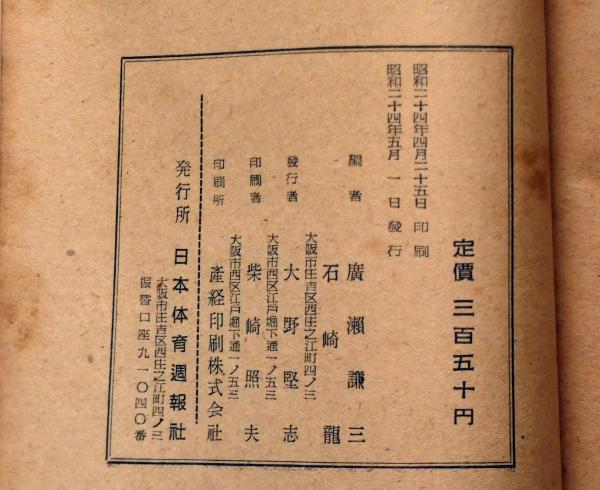 定價 三百五十円
昭和二十四年四月二十五日 印刷
昭和二十四年五月 一日 發行
編者 廣瀬謙三
石崎龍
大阪市住吉区西住之江町四ノ三
發行者 大野堅志
大阪市西区江戸堀下通一ノ五三
印刷者 柴崎照夫
大阪市西区江戸堀下通一ノ五三
印刷所 産経印刷株式会社
発行所 日本体育週報社
大阪市住吉区西住之江町四ノ三
振替口座九一〇四〇番